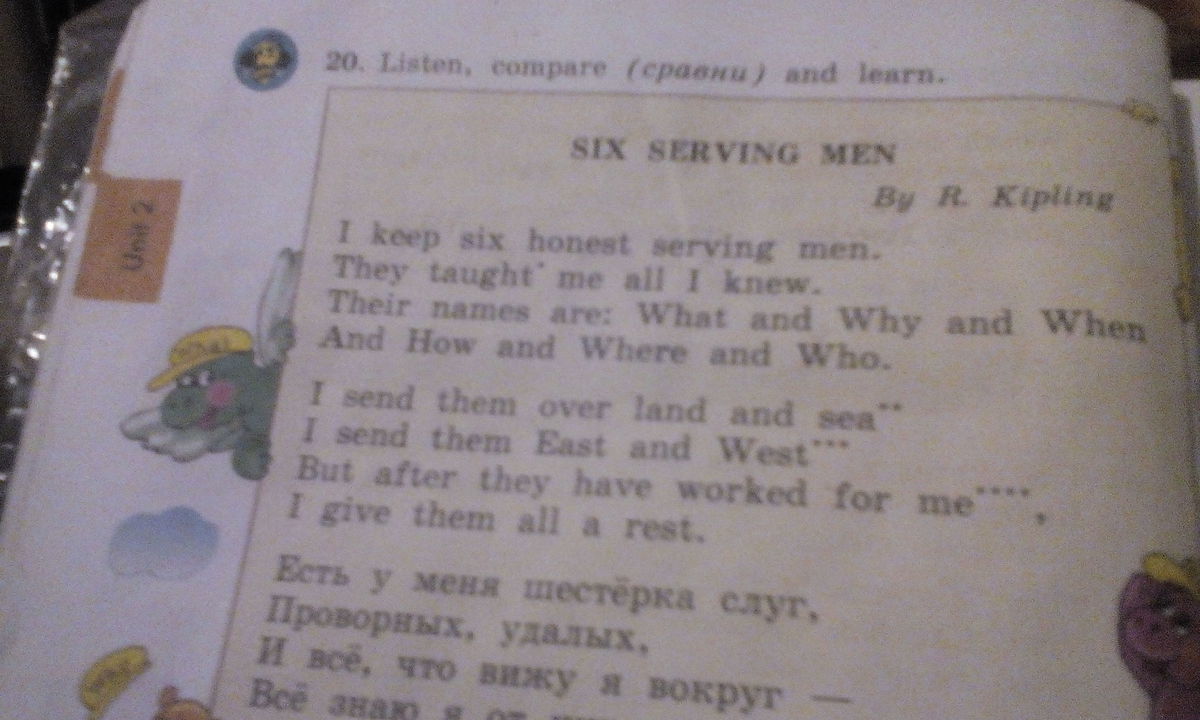 20. Listen, compare (сравни) and learn.
SIX SERVING MEN
By R. Kipling
Unit 2
I keep six honest serving men.
They taught* me all I knew.
Their names are: What and Why and When
And How and Where and Who.
What
I send them over land and sea**
I send them East and West***
But after they have worked for me****,
I give them all a rest.
Есть у меня шестёрка слуг,
Проворных, удалых,
И всё, что вижу я вокруг —
Why
Всё знаю я от